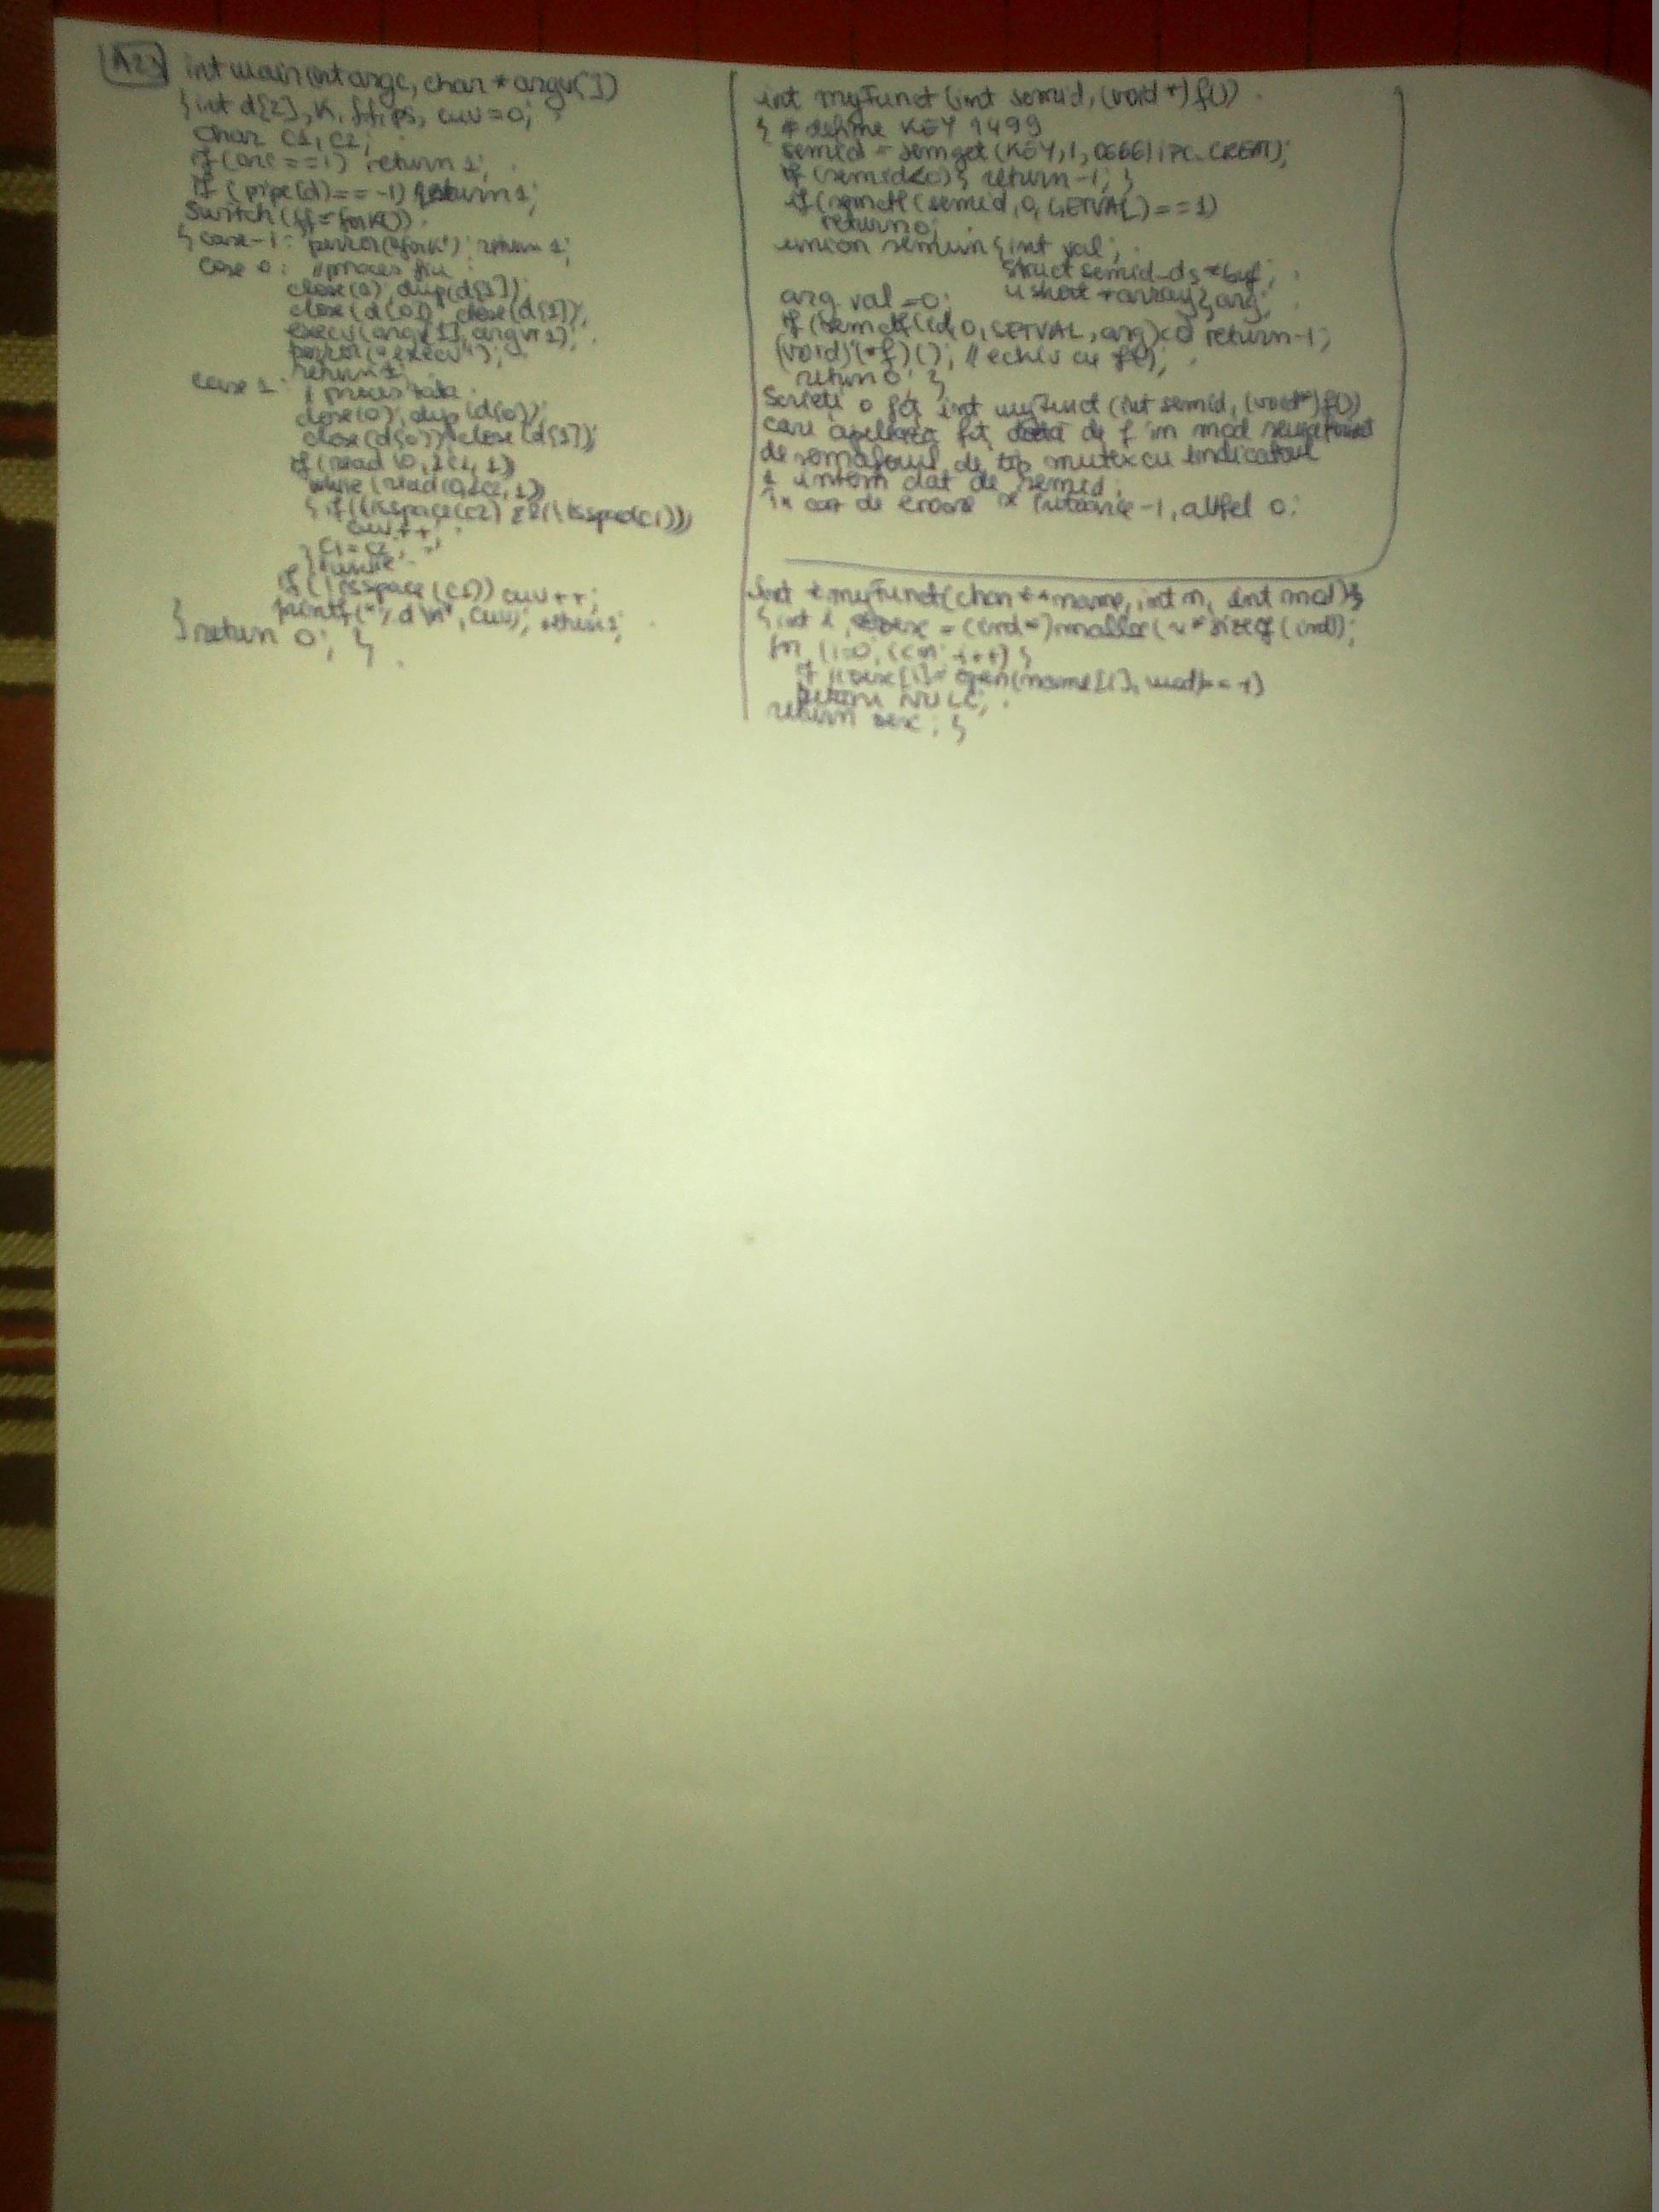 A23 int main(int argc, char * argv[])
{ int d[2], K, ff, ps, cuv=0;
char c1, c2;
if (arc==1) return 1;
if (pipe(d)==-1) return 1;
Switch (ff=fork())
{ case -1: perror("fork"); return 1;
case 0: //proces fiu
close(1); dup(d[1]);
close(d[0]) close(d[1]);
execv(argv[1], argv+1);
perror("execv");
return 1;
case 1: // proces tata
close(0); dup(d[0]);
close(d[0]); close(d[1]);
if (read (0, &c1, 1))
while (read(0, &c2, 1))
{ if ((isspace(c2) && (!isspace(c1)))
cuv++;
c1=c2;
} //while
if (!isspace(c1)) cuv++;
printf("%d\n", cuv); return 1;
} return 0; }
int myFunct (int semid, (void*) f())
{ # define KEY 1499
semid = semget (KEY, 1, 0666|IPC_CREAT);
if (semid<0) { return -1; }
if (semctl (semid, 0, GETVAL)==1)
return 0;
union semun { int val;
struct semid_ds *buf;
ushort *array}, arg;
arg.val=0;
if (semctl(id, 0, SETVAL, arg)<0 return -1;
(void) (*f) (); // echiv cu f();
return 0; }
Scrieti o fct int myFunct (int semid, (void*) f())
care apeleaza fct data de f in mod
de semaforul de tip mutex cu indicatorul
intern dat de semid.
In caz de eroare intoarce -1, altfel 0.
int * myFunct(char ** name, int n, int mod) {
{ int i, *desc = (int*) malloc (n * sizeof (int));
for (i=0; i<n; i++) {
if ((desc[i]= open(name[i], mod))==-1)
return NULL;
return desc; }